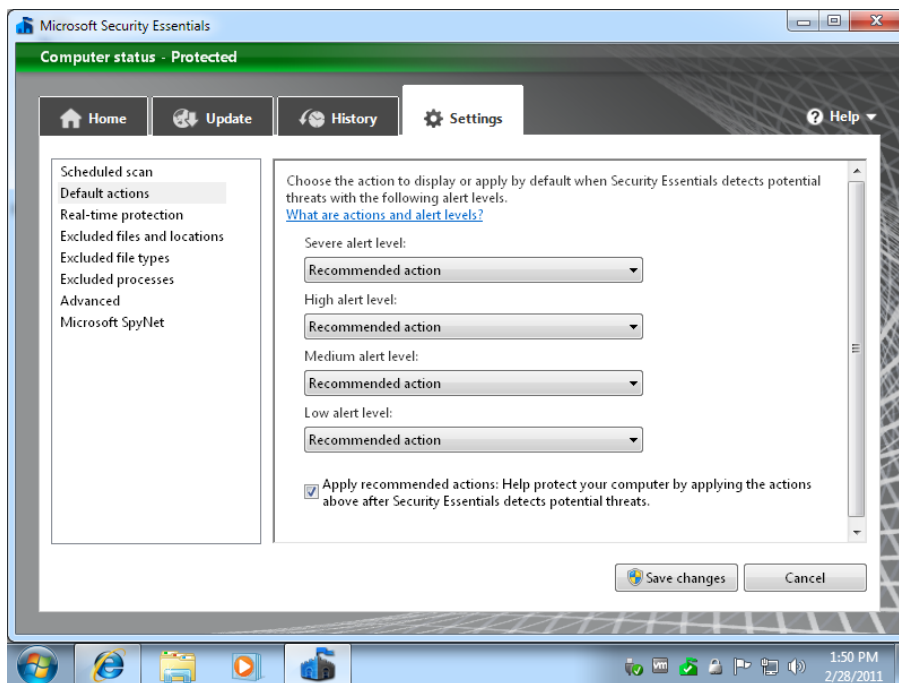 Microsoft Security Essentials
Computer status - Protected
Home
Update
History
Settings
Help
Scheduled scan
Default actions
Real-time protection
Excluded files and locations
Excluded file types
Excluded processes
Advanced
Microsoft SpyNet
Choose the action to display or apply by default when Security Essentials detects potential
threats with the following alert levels.
What are actions and alert levels?
Severe alert level:
Recommended action
High alert level:
Recommended action
Medium alert level:
Recommended action
Low alert level:
Recommended action
Apply recommended actions: Help protect your computer by applying the actions
above after Security Essentials detects potential threats.
Save changes
Cancel
vm
1:50 PM
2/28/2011